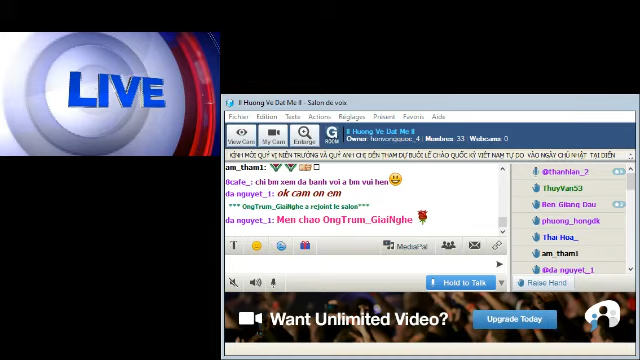 LIVE
II Huong Ve Dat Me II - Salon de voix
Fichier Edition Texte Actions Réglages Présent Favoris Aide
View Cam My Cam Enlarge G ROOM
II Huong Ve Dat Me II
Owner: honvongquoc_4 | Membres: 33 Webcams: 0
KÍNH MỜI QUÝ VỊ NIÊN TRƯỞNG VÀ QUÝ ANH CHỊ ĐẾN THAM DỰ BUỔI LỄ CHÀO QUỐC KỲ VIỆT NAM TỰ DO VÀO NGÀY CHỦ NHẬT TẠI DIỄN
am_tham1:
@cafe_: chi bm xem da banh voi a bm vui hen
da nguyet_1: ok cam on em
*** OngTrum_GiaiNghe a rejoint le salon***
da nguyet_1: Men chao OngTrum_GiaiNghe
T MediaPal
Hold to Talk
@thanhlan_2
ThuyVan53
Ben Giang Dau
phuong_hongdk
Thai Hoa_
am_tham1
@da nguyet_1
Raise Hand
Want Unlimited Video? Upgrade Today